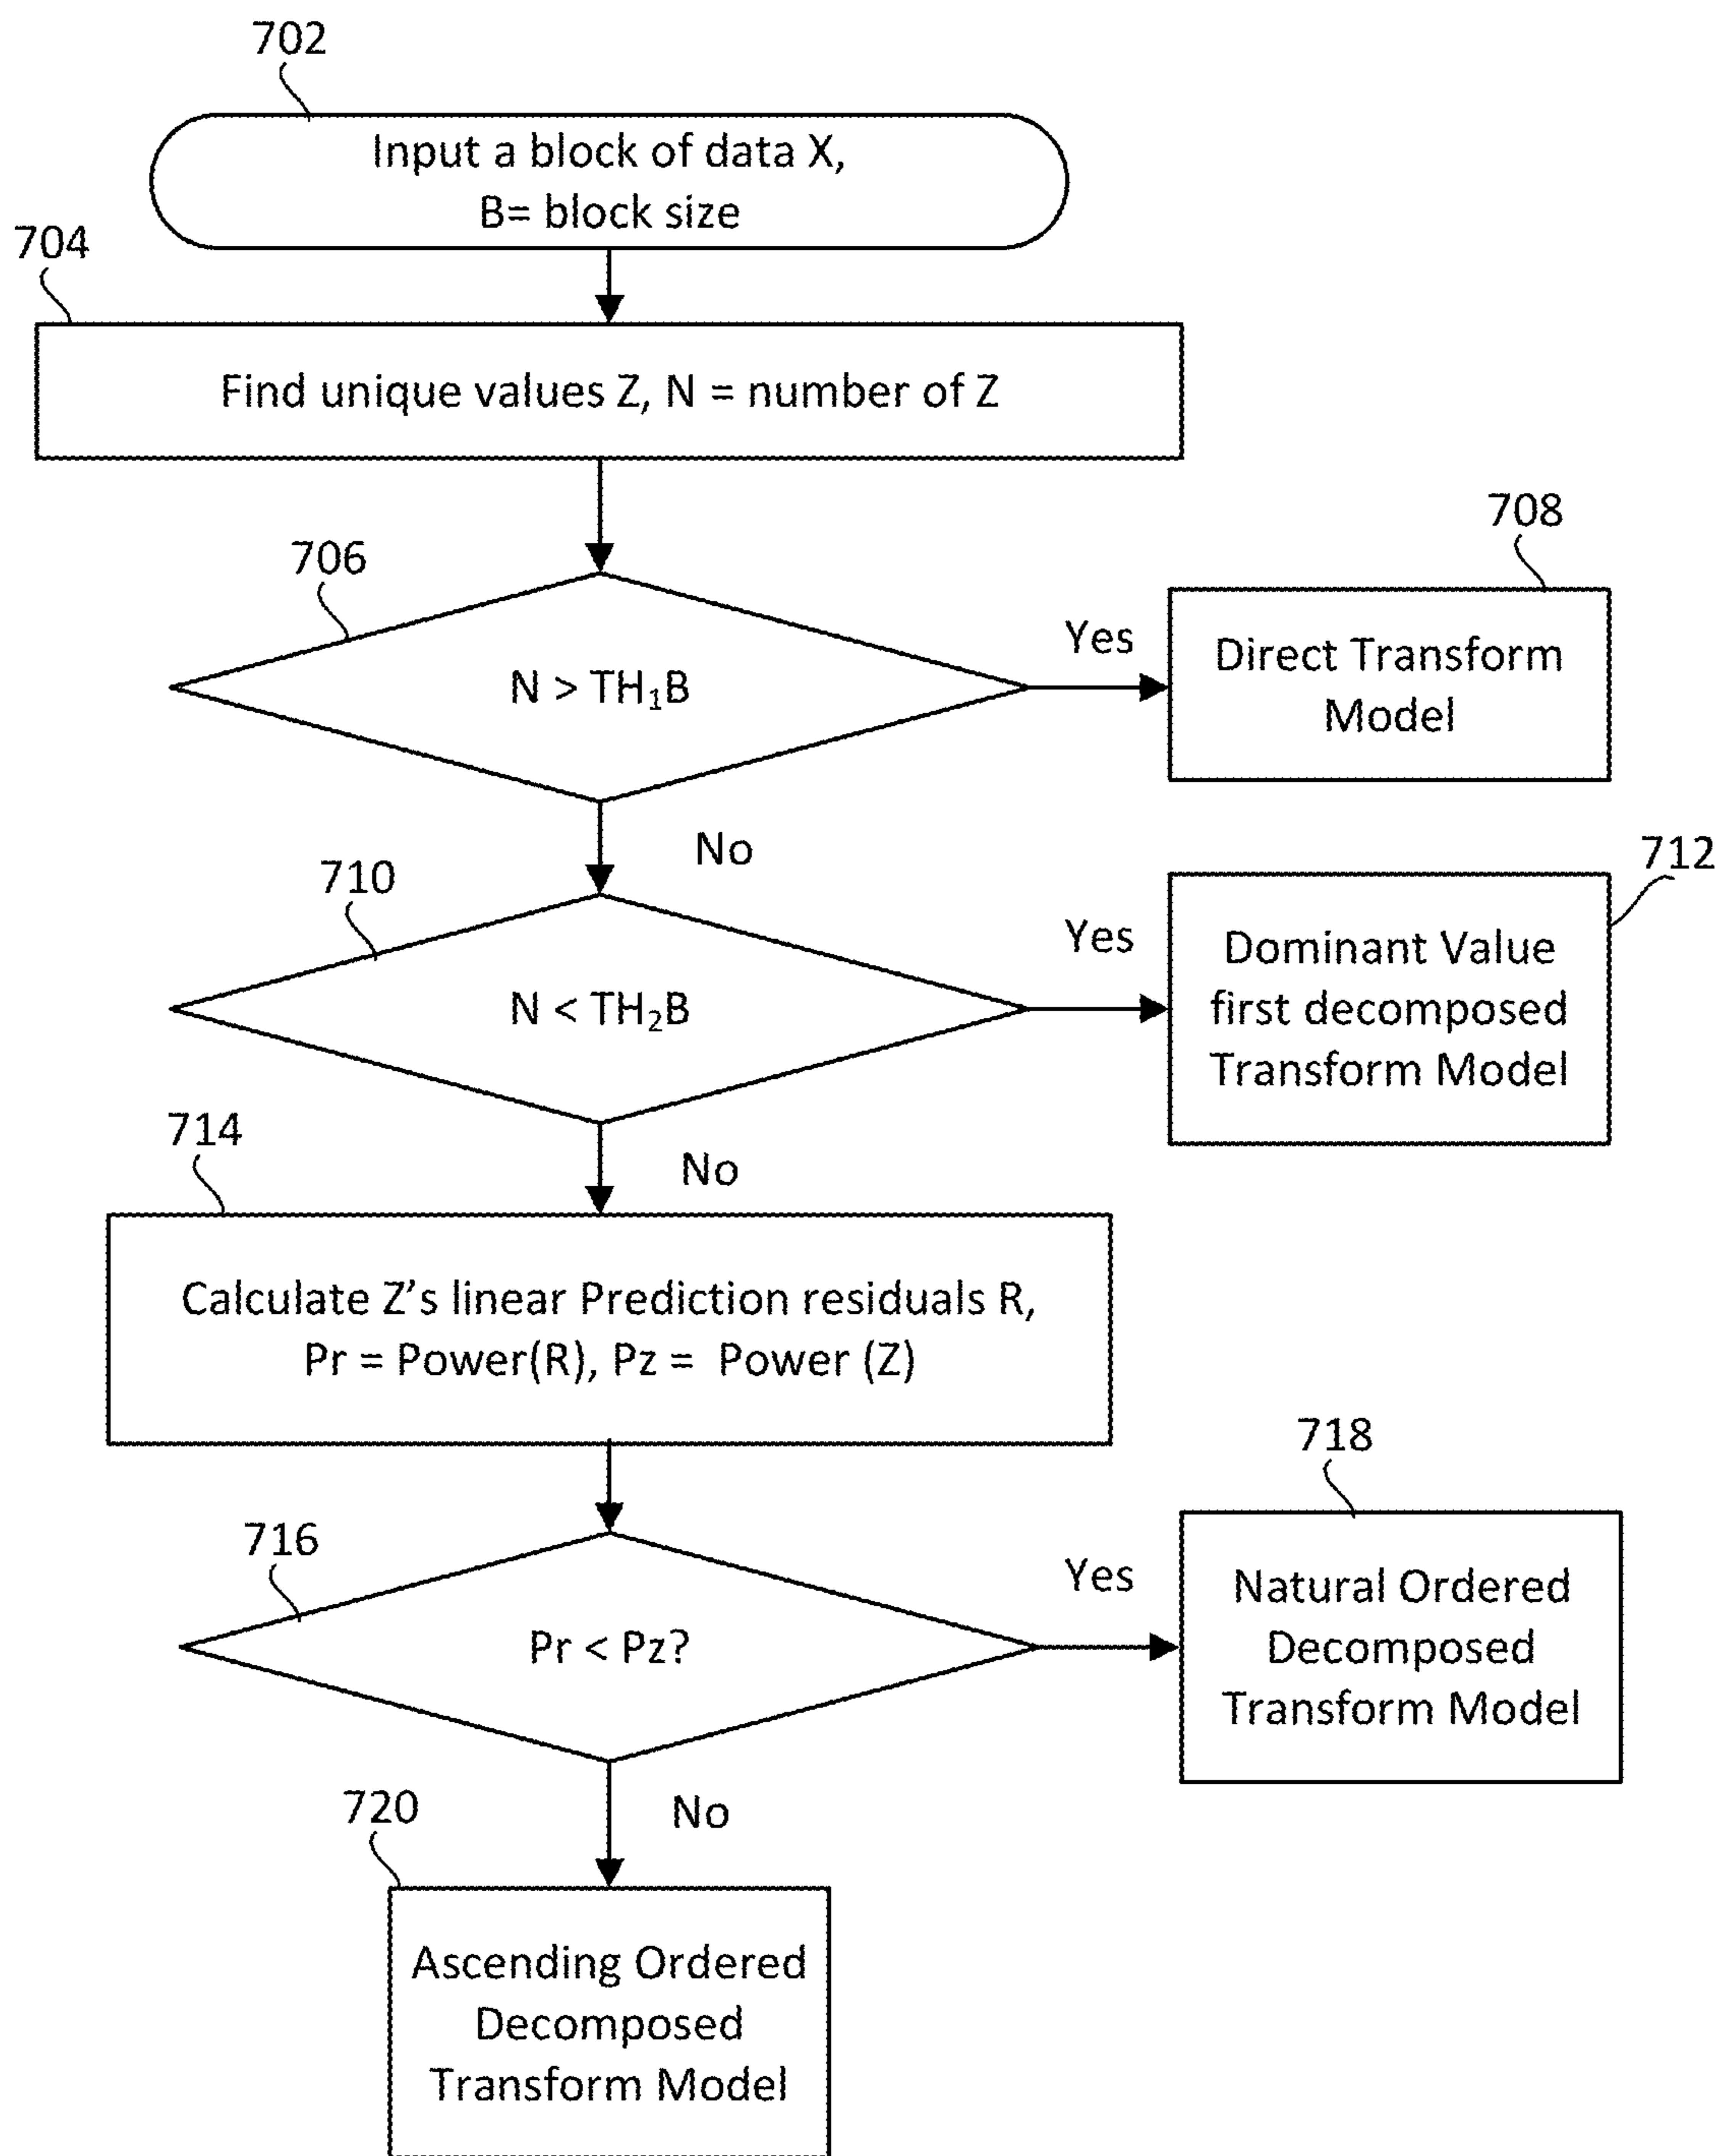 702
Input a block of data X,
B= block size
704
Find unique values Z, N = number of Z
706
N > TH₁B
Yes
708
Direct Transform
Model
No
710
N < TH₂B
Yes
712
Dominant Value
first decomposed
Transform Model
No
714
Calculate Z's linear Prediction residuals R,
Pr = Power(R), Pz = Power (Z)
716
Pr < Pz?
Yes
718
Natural Ordered
Decomposed
Transform Model
No
720
Ascending Ordered
Decomposed
Transform Model